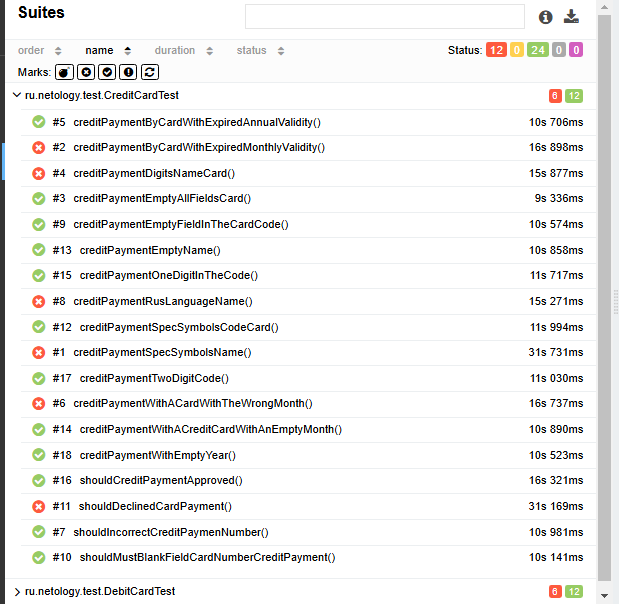 Suites
order name duration status Status: 12 0 24 0 0
Marks:
ru.netology.test.CreditCardTest 6 12
#5 creditPaymentByCardWithExpiredAnnualValidity() 10s 706ms
#2 creditPaymentByCardWithExpiredMonthlyValidity() 16s 898ms
#4 creditPaymentDigitsNameCard() 15s 877ms
#3 creditPaymentEmptyAllFieldsCard() 9s 336ms
#9 creditPaymentEmptyFieldInTheCardCode() 10s 574ms
#13 creditPaymentEmptyName() 10s 858ms
#15 creditPaymentOneDigitInTheCode() 11s 717ms
#8 creditPaymentRusLanguageName() 15s 271ms
#12 creditPaymentSpecSymbolsCodeCard() 11s 994ms
#1 creditPaymentSpecSymbolsName() 31s 731ms
#17 creditPaymentTwoDigitCode() 11s 030ms
#6 creditPaymentWithACardWithTheWrongMonth() 16s 737ms
#14 creditPaymentWithACreditCardWithAnEmptyMonth() 10s 890ms
#18 creditPaymentWithEmptyYear() 10s 523ms
#16 shouldCreditPaymentApproved() 16s 321ms
#11 shouldDeclinedCardPayment() 31s 169ms
#7 shouldIncorrectCreditPaymenNumber() 10s 981ms
#10 shouldMustBlankFieldCardNumberCreditPayment() 10s 141ms
ru.netology.test.DebitCardTest 6 12